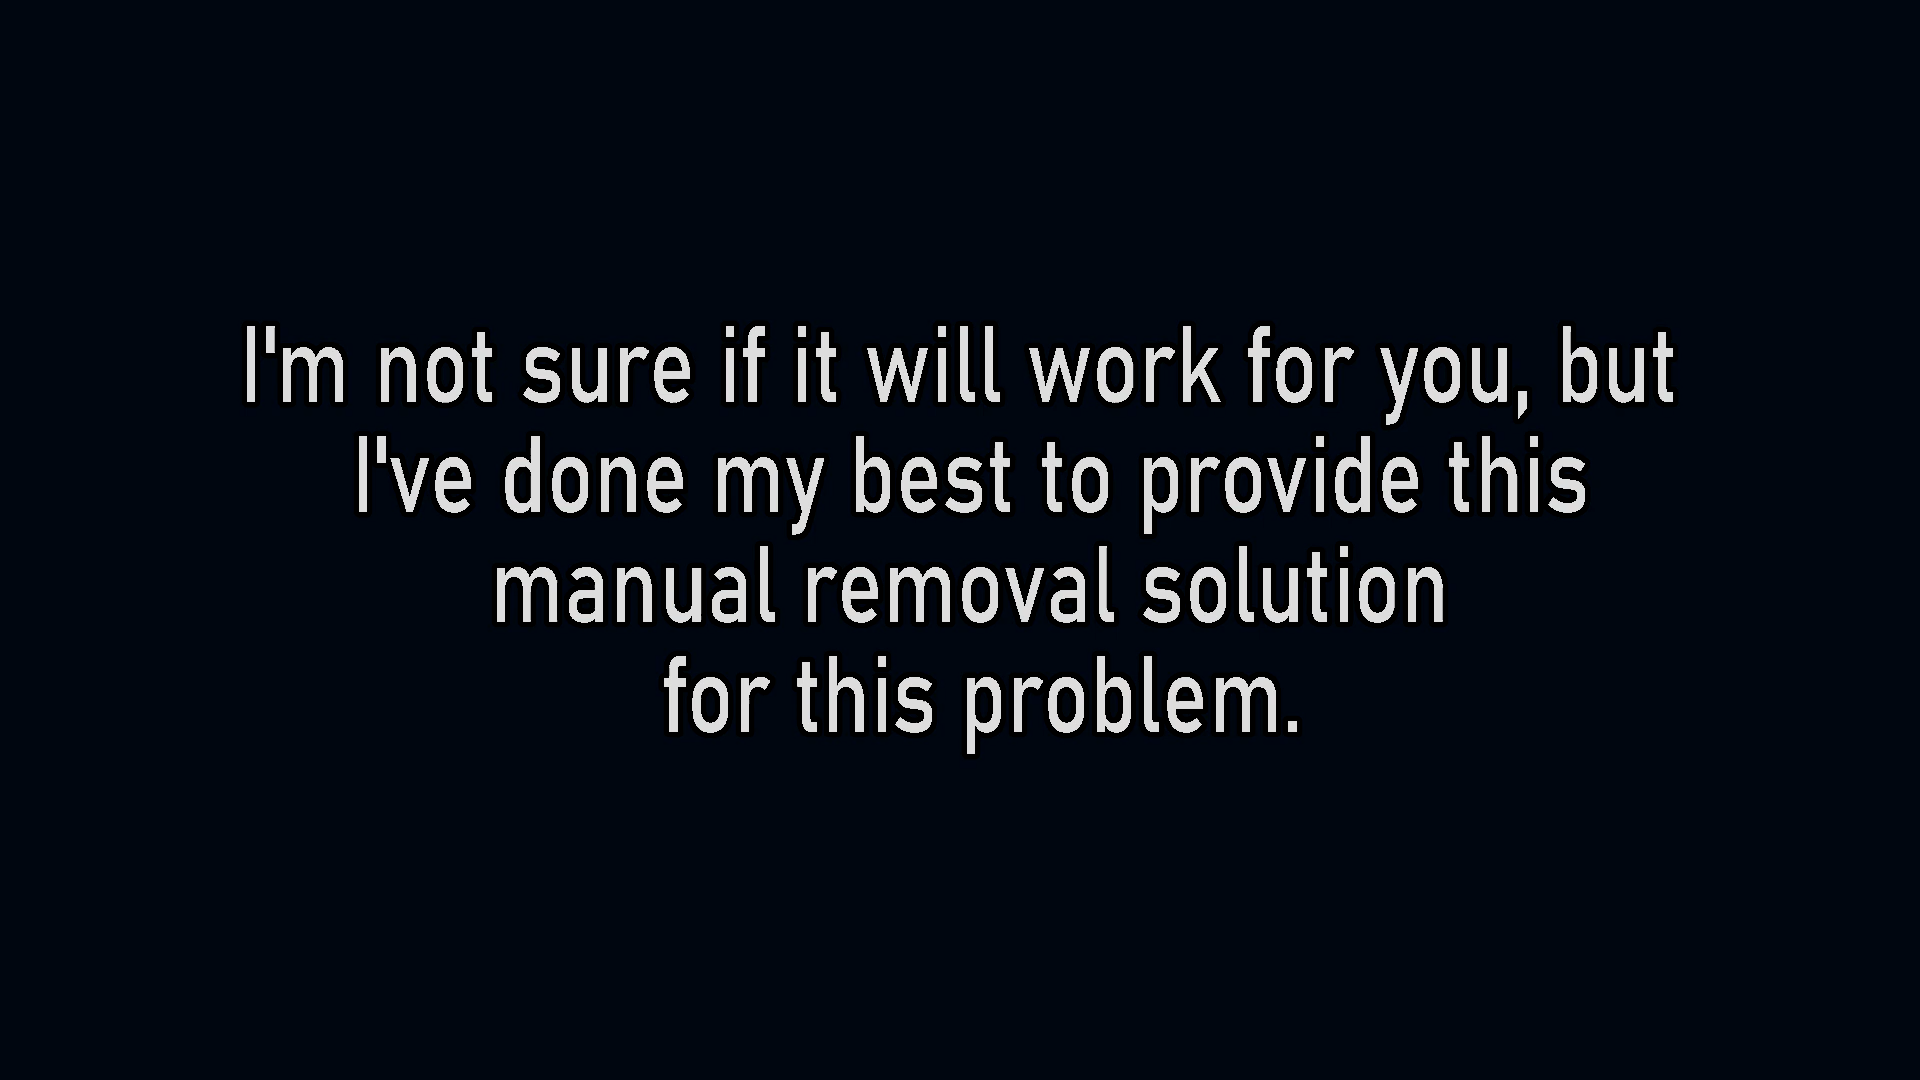 I'm not sure if it will work for you, but
I've done my best to provide this
manual removal solution
for this problem.